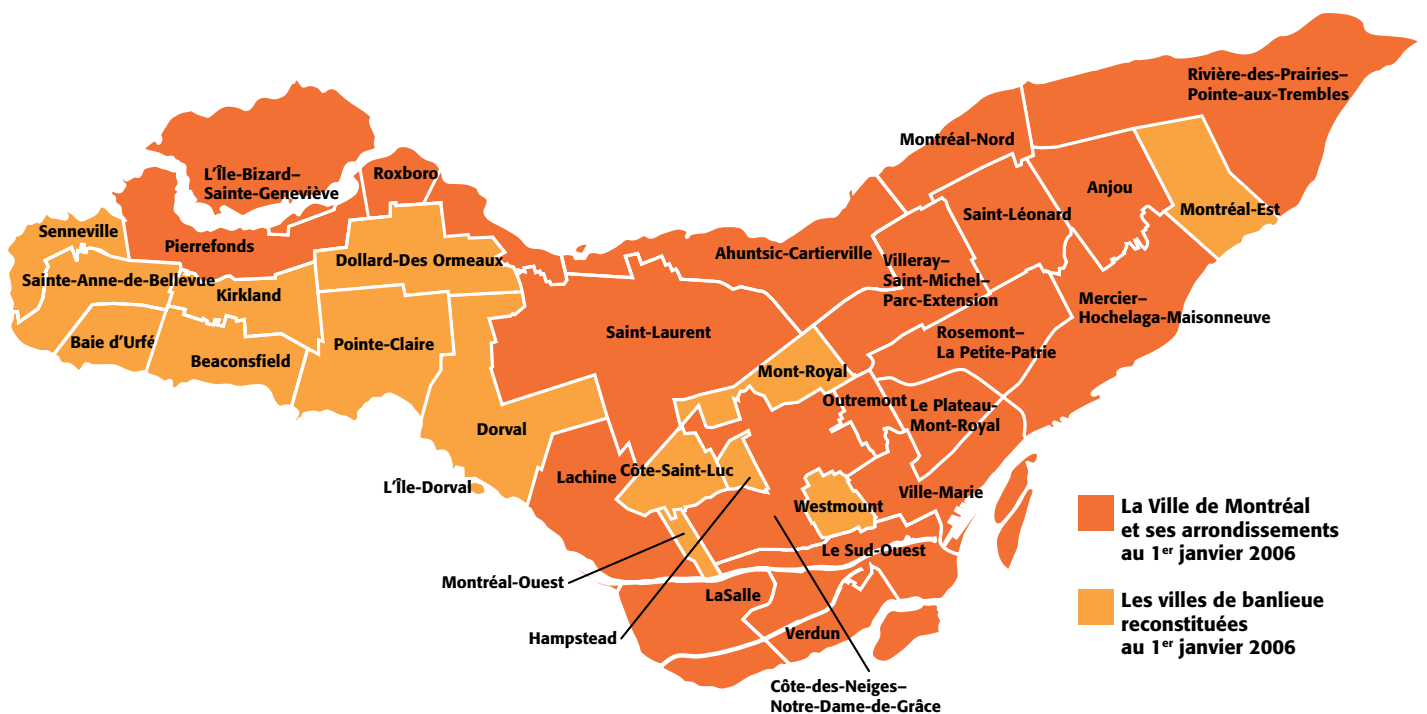 Rivière-des-Prairies–
Pointe-aux-Trembles
Montréal-Nord
L'Île-Bizard–
Sainte-Geneviève
Roxboro
Anjou
Saint-Léonard
Montréal-Est
Senneville
Pierrefonds
Dollard-Des Ormeaux
Ahuntsic-Cartierville
Villeray–
Saint-Michel–
Parc-Extension
Sainte-Anne-de-Bellevue
Kirkland
Mercier–
Hochelaga-Maisonneuve
Baie d'Urfé
Beaconsfield
Pointe-Claire
Saint-Laurent
Rosemont–
La Petite-Patrie
Mont-Royal
Outremont
Le Plateau-
Mont-Royal
Dorval
Lachine
Côte-Saint-Luc
L'Île-Dorval
Westmount
Ville-Marie
Le Sud-Ouest
Montréal-Ouest
LaSalle
Hampstead
Verdun
Côte-des-Neiges–
Notre-Dame-de-Grâce
La Ville de Montréal
et ses arrondissements
au 1er janvier 2006
Les villes de banlieue
reconstituées
au 1er janvier 2006